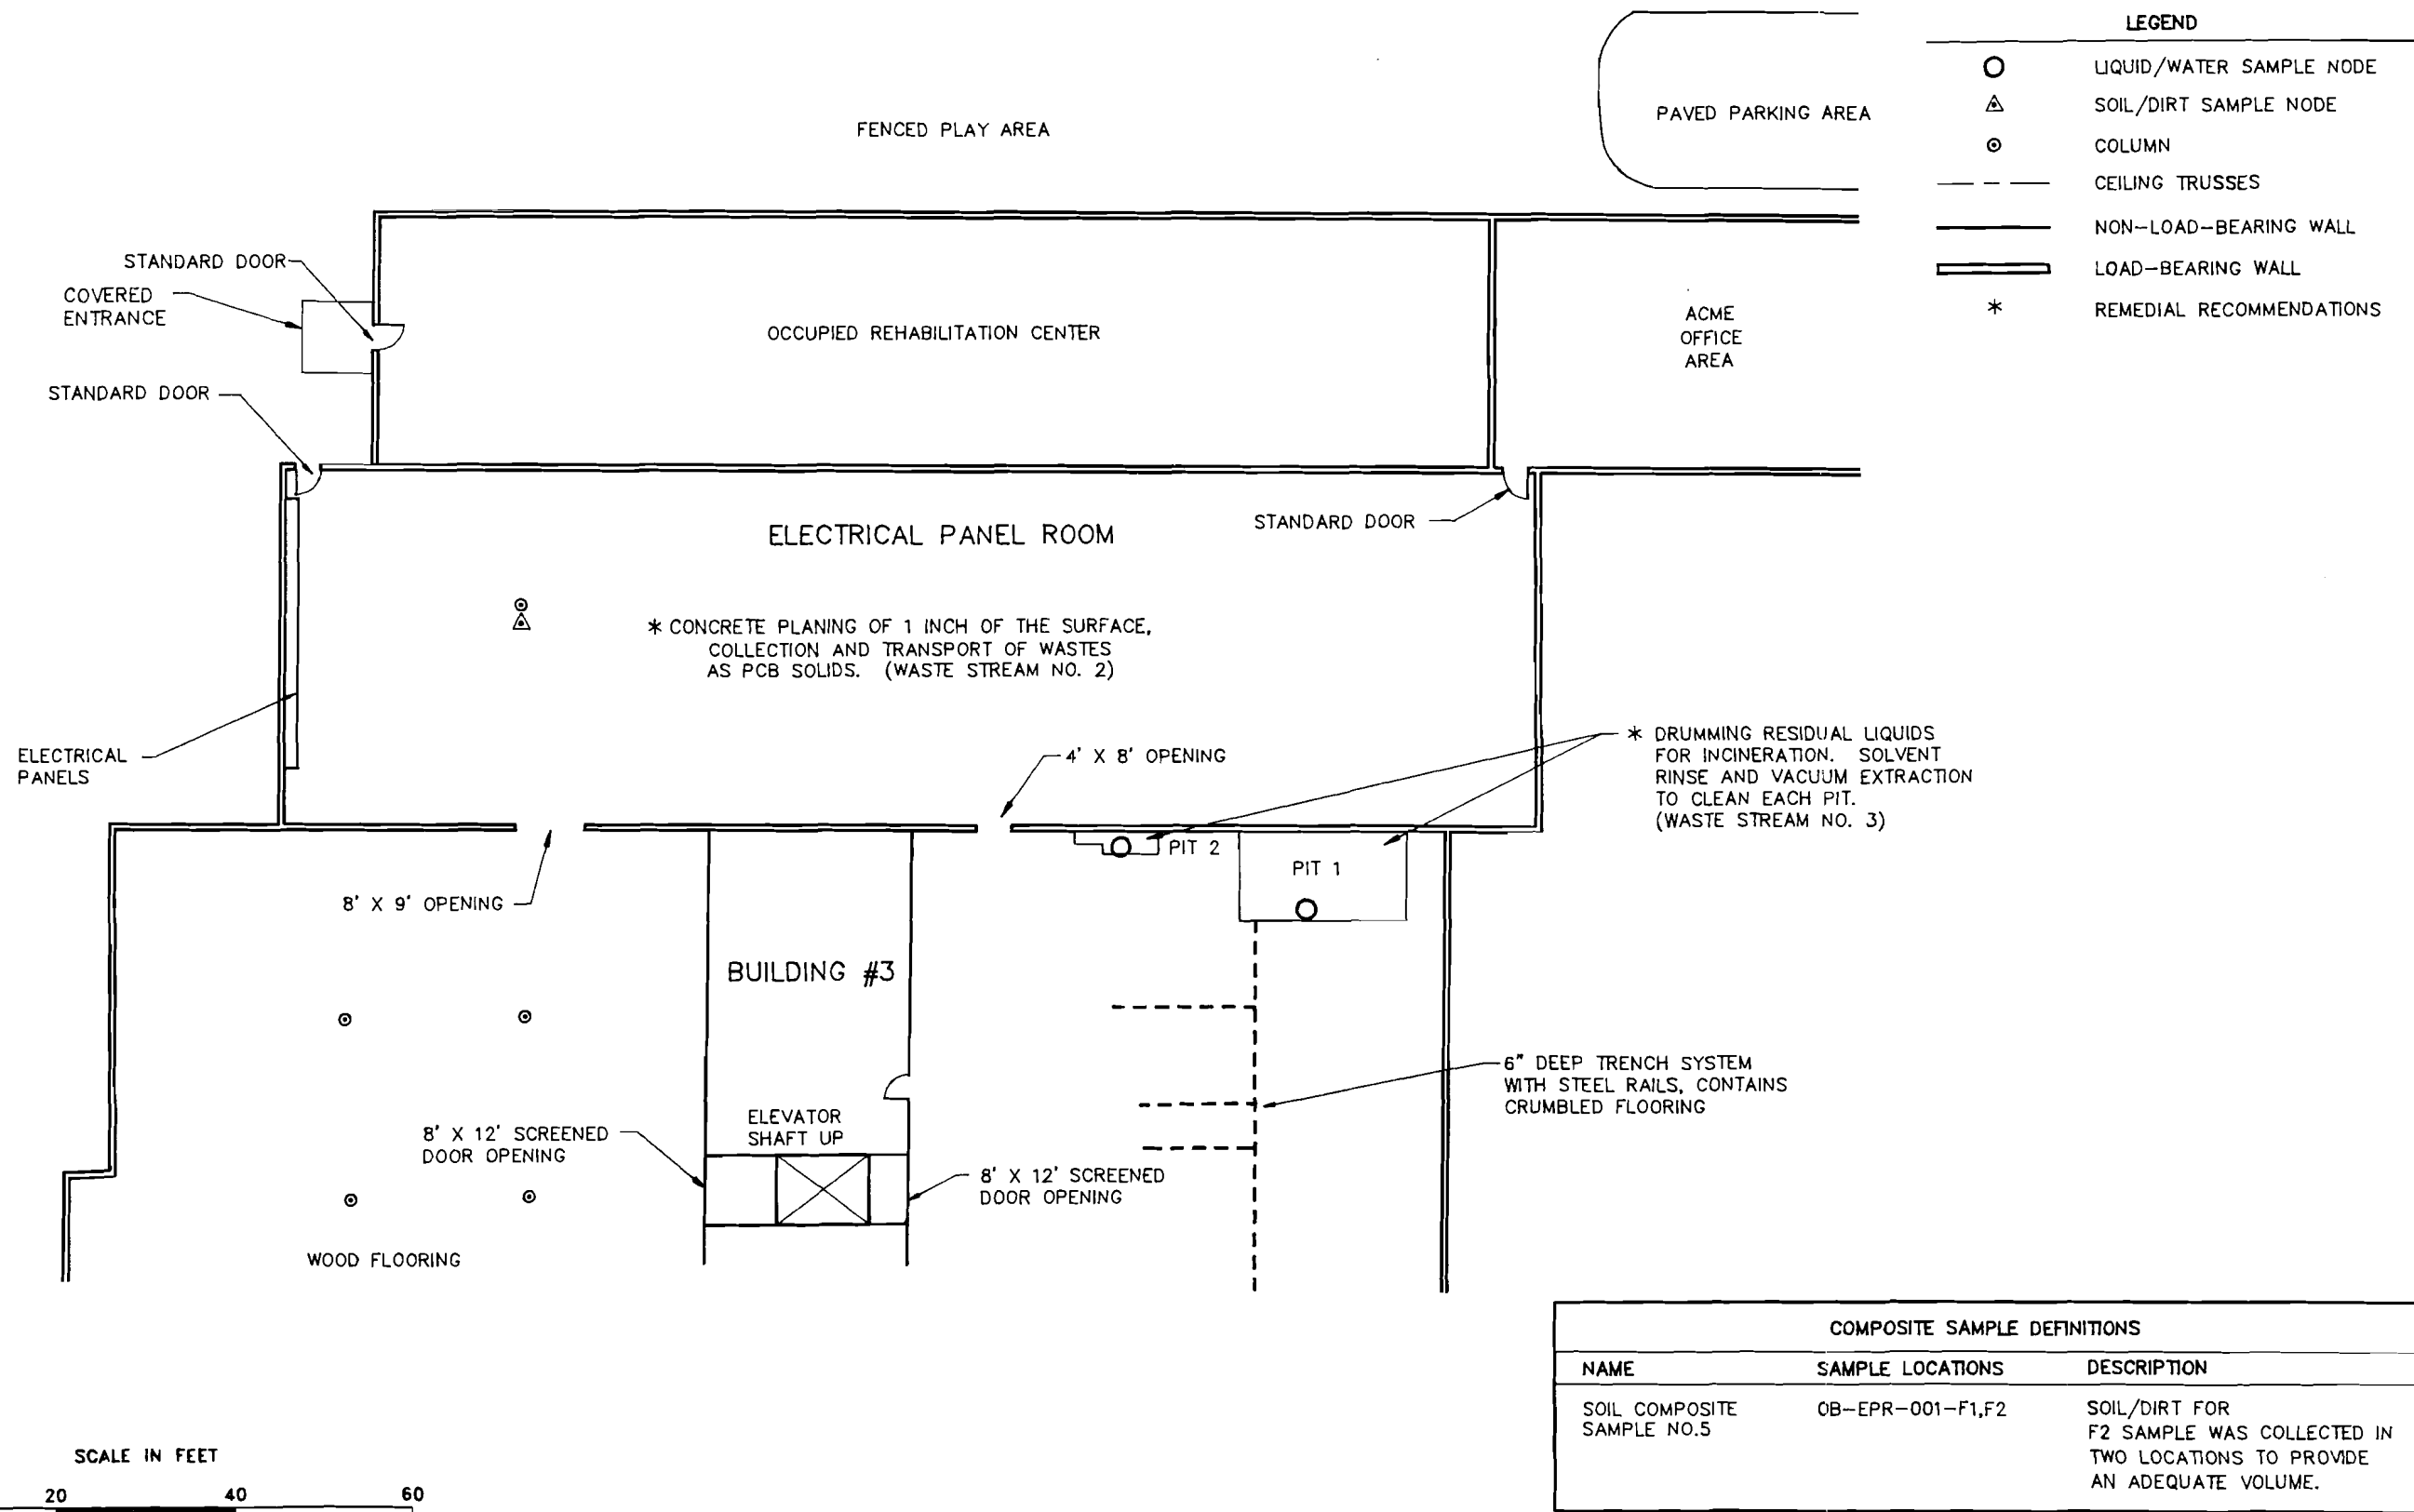 LEGEND
LIQUID/WATER SAMPLE NODE
SOIL/DIRT SAMPLE NODE
COLUMN
CEILING TRUSSES
NON-LOAD-BEARING WALL
LOAD-BEARING WALL
* REMEDIAL RECOMMENDATIONS
FENCED PLAY AREA
PAVED PARKING AREA
STANDARD DOOR
COVERED
ENTRANCE
STANDARD DOOR
OCCUPIED REHABILITATION CENTER
ACME
OFFICE
AREA
STANDARD DOOR
ELECTRICAL PANEL ROOM
* CONCRETE PLANING OF 1 INCH OF THE SURFACE,
COLLECTION AND TRANSPORT OF WASTES
AS PCB SOLIDS. (WASTE STREAM NO. 2)
ELECTRICAL
PANELS
4' X 8' OPENING
* DRUMMING RESIDUAL LIQUIDS
FOR INCINERATION. SOLVENT
RINSE AND VACUUM EXTRACTION
TO CLEAN EACH PIT.
(WASTE STREAM NO. 3)
PIT 2
PIT 1
8' X 9' OPENING
BUILDING #3
6" DEEP TRENCH SYSTEM
WITH STEEL RAILS, CONTAINS
CRUMBLED FLOORING
ELEVATOR
SHAFT UP
8' X 12' SCREENED
DOOR OPENING
8' X 12' SCREENED
DOOR OPENING
WOOD FLOORING
COMPOSITE SAMPLE DEFINITIONS
NAME SAMPLE LOCATIONS DESCRIPTION
SOIL COMPOSITE OB-EPR-001-F1,F2 SOIL/DIRT FOR
SAMPLE NO.5 F2 SAMPLE WAS COLLECTED IN
TWO LOCATIONS TO PROVIDE
AN ADEQUATE VOLUME.
SCALE IN FEET
20 40 60